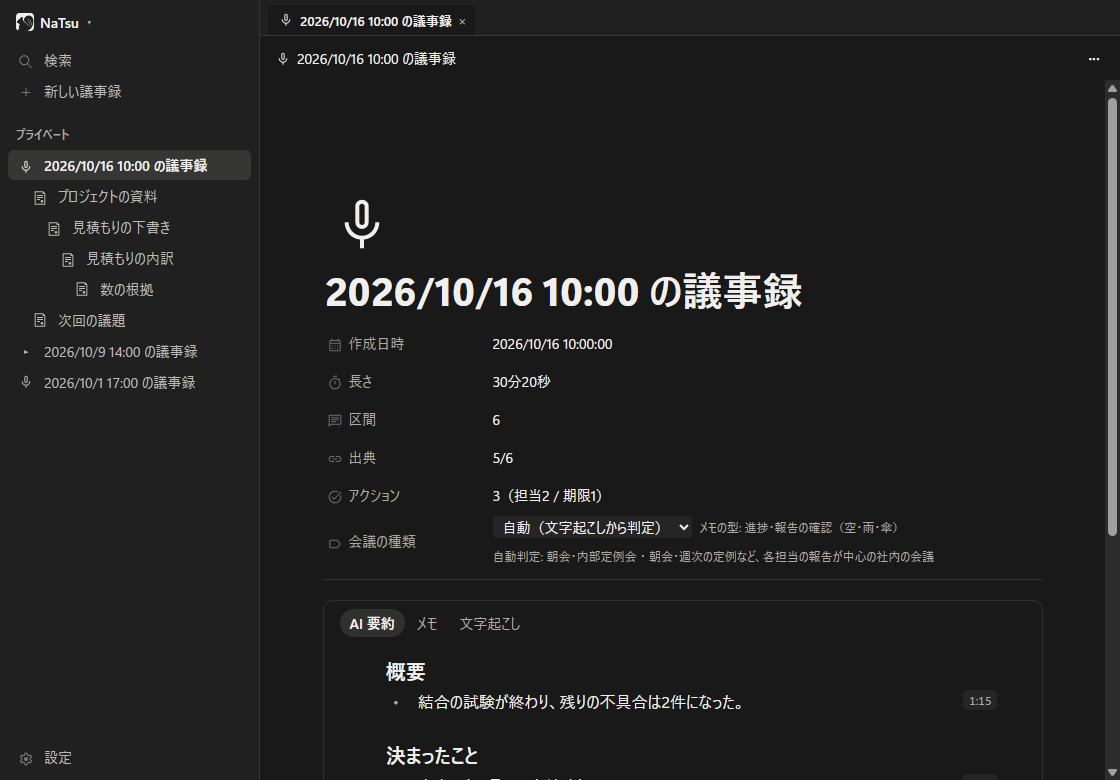 NaTsu
検索
新しい議事録
プライベート
2026/10/16 10:00 の議事録
プロジェクトの資料
見積もりの下書き
見積もりの内訳
数の根拠
次回の議題
2026/10/9 14:00 の議事録
2026/10/1 17:00 の議事録
設定
2026/10/16 10:00 の議事録 ×
2026/10/16 10:00 の議事録
2026/10/16 10:00 の議事録
作成日時 2026/10/16 10:00:00
長さ 30分20秒
区間 6
出典 5/6
アクション 3（担当2 / 期限1）
会議の種類 自動（文字起こしから判定） メモの型: 進捗・報告の確認（空・雨・傘）
自動判定: 朝会・内部定例会 ・ 朝会・週次の定例など、各担当の報告が中心の社内の会議
AI 要約 メモ 文字起こし
概要
・ 結合の試験が終わり、残りの不具合は2件になった。 1:15
決まったこと